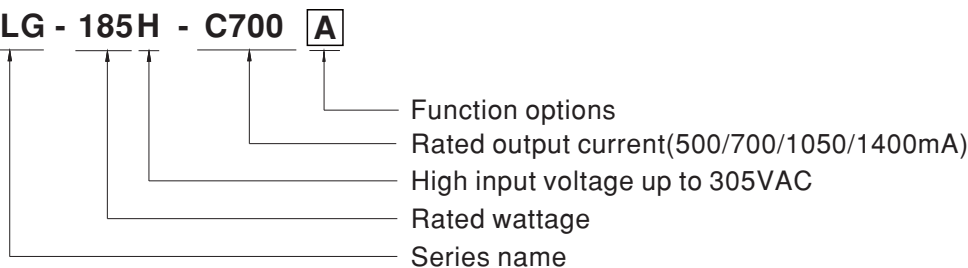 LG - 185H - C700 A
Function options
Rated output current(500/700/1050/1400mA)
High input voltage up to 305VAC
Rated wattage
Series name